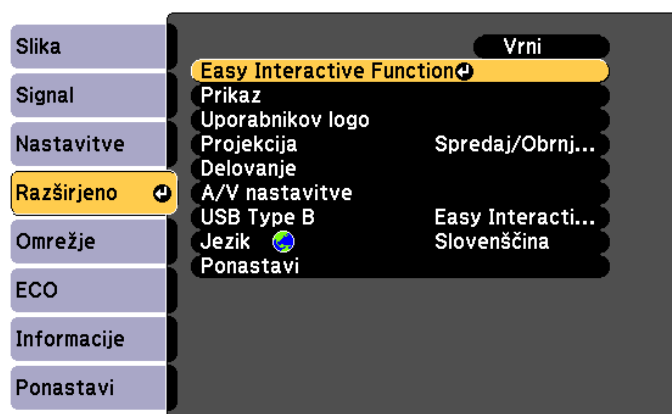 Slika
Signal
Nastavitve
Razširjeno
Omrežje
ECO
Informacije
Ponastavi
Vrni
Easy Interactive Function
Prikaz
Uporabnikov logo
Projekcija Spredaj/Obrnj...
Delovanje
A/V nastavitve
USB Type B Easy Interacti...
Jezik Slovenščina
Ponastavi